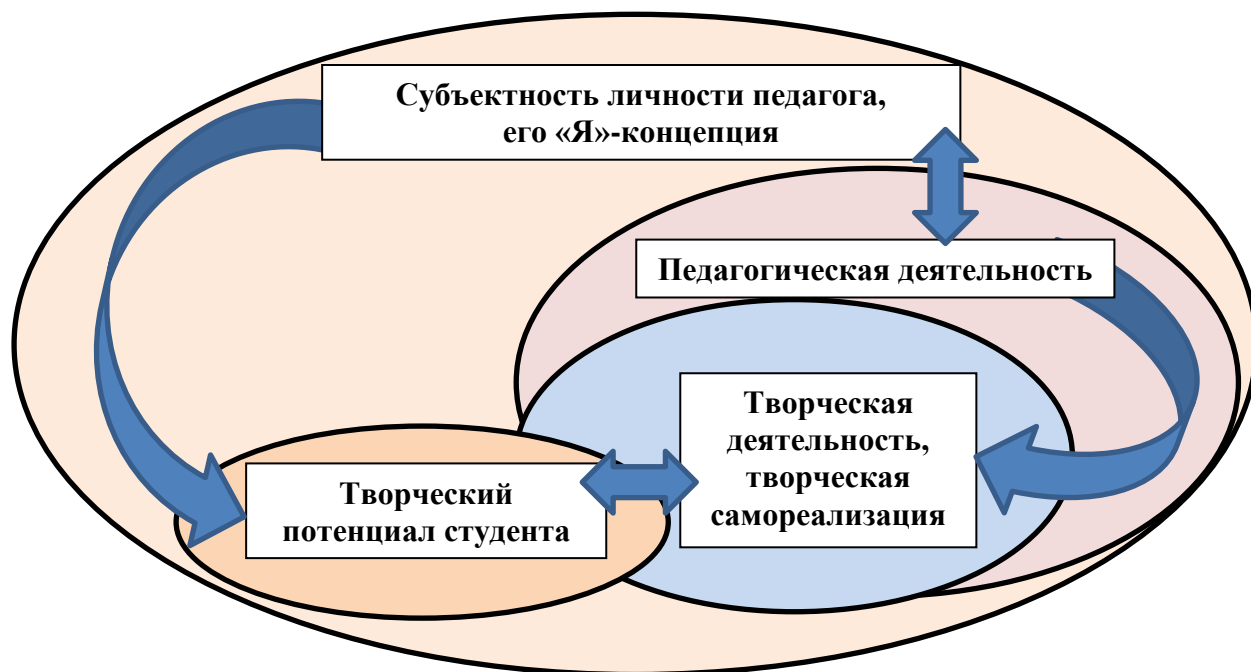 Субъектность личности педагога,
его «Я»-концепция
Педагогическая деятельность
Творческая
деятельность,
творческая
самореализация
Творческий
потенциал студента